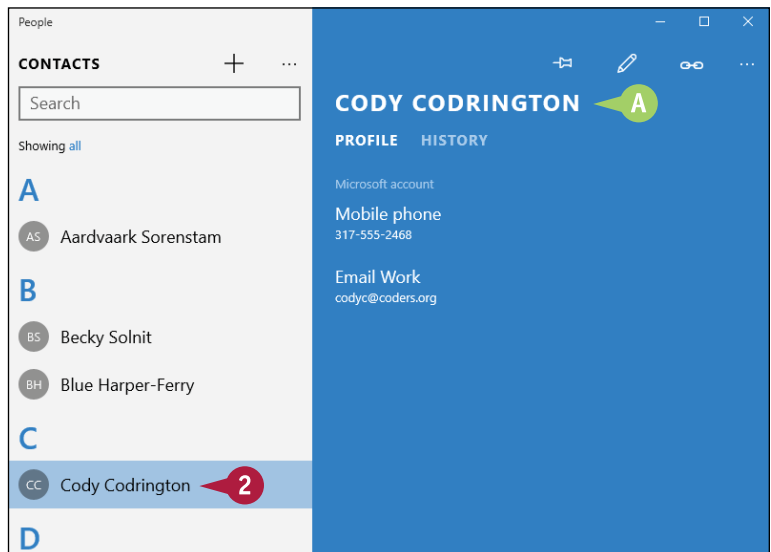 People
CONTACTS
Search
Showing all
A
AS Aardvaark Sorenstam
B
BS Becky Solnit
BH Blue Harper-Ferry
C
CC Cody Codrington 2
D
CODY CODRINGTON A
PROFILE HISTORY
Microsoft account
Mobile phone
317-555-2468
Email Work
codyc@coders.org